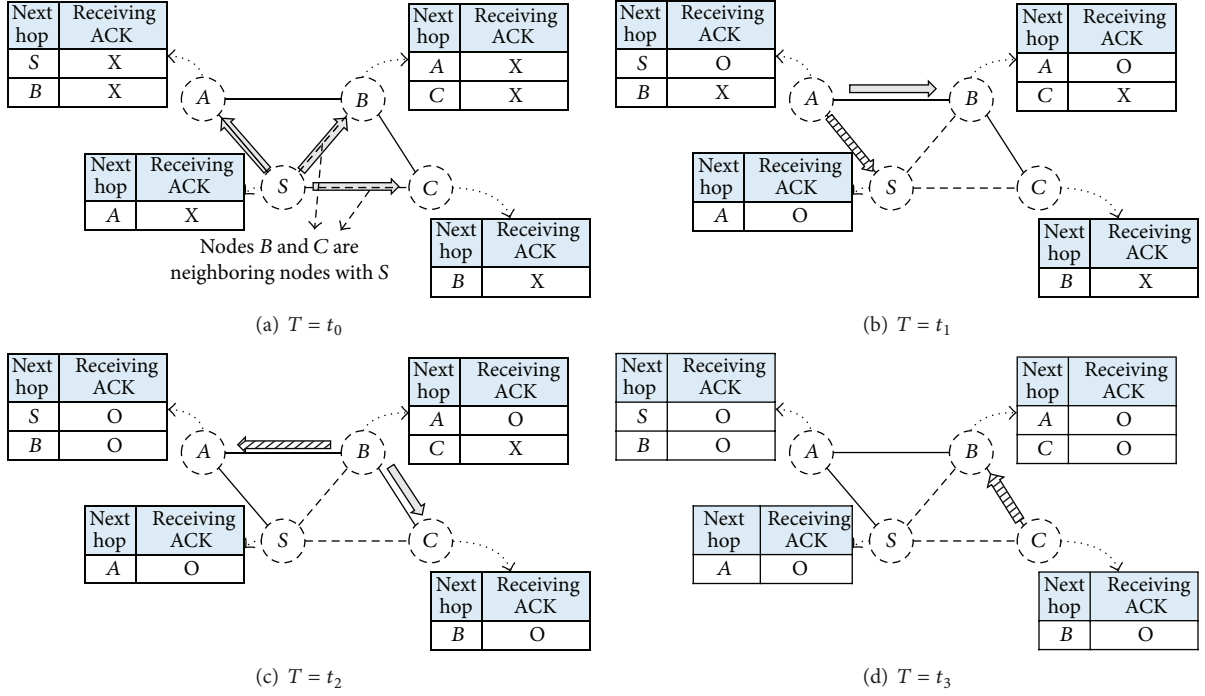 Next hop Receiving ACK
S X
B X
A
B
Next hop Receiving ACK
A X
C X
Next hop Receiving ACK
A X
S
C
Nodes B and C are
neighboring nodes with S
Next hop Receiving ACK
B X
(a) T = t0
Next hop Receiving ACK
S O
B X
A
B
Next hop Receiving ACK
A O
C X
Next hop Receiving ACK
A O
S
C
Next hop Receiving ACK
B X
(b) T = t1
Next hop Receiving ACK
S O
B O
A
B
Next hop Receiving ACK
A O
C X
Next hop Receiving ACK
A O
S
C
Next hop Receiving ACK
B O
(c) T = t2
Next hop Receiving ACK
S O
B O
A
B
Next hop Receiving ACK
A O
C O
Next hop Receiving ACK
A O
S
C
Next hop Receiving ACK
B O
(d) T = t3